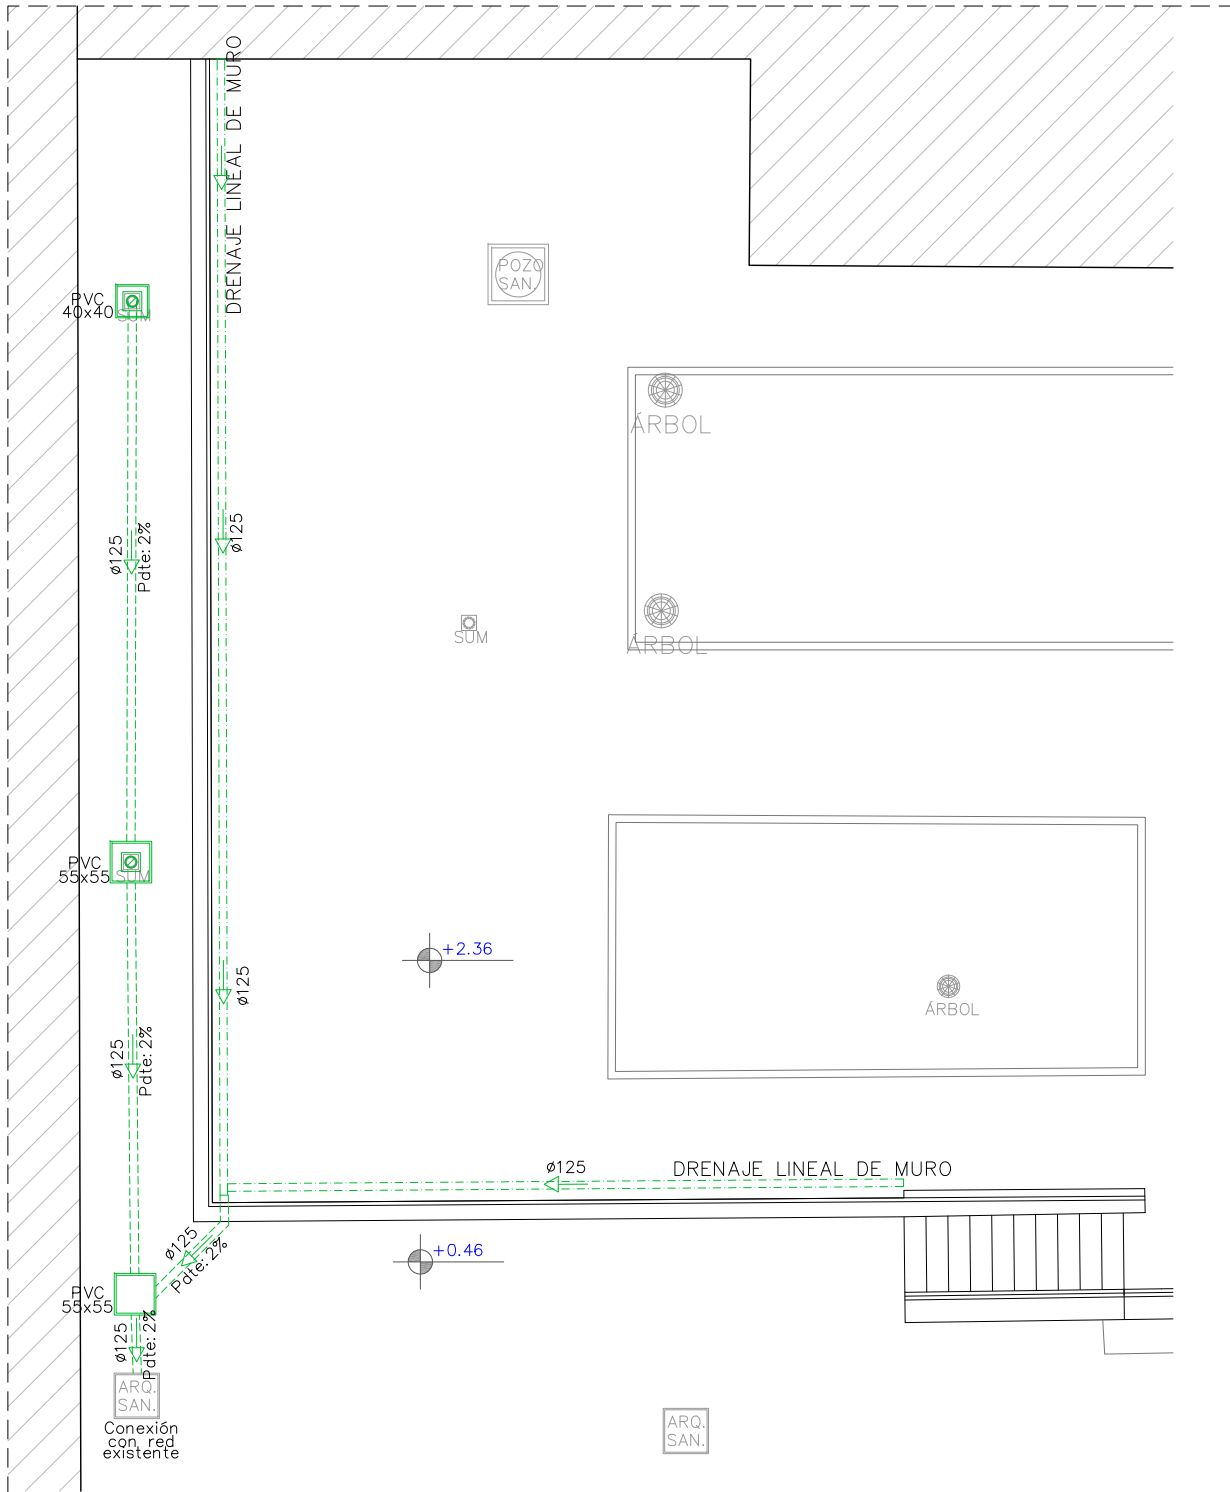 DRENAJE LINEAL DE MURO
POZO
SAN.
PVC
40x40
SUM
ÁRBOL
ø125
Pdte: 2%
ø125
SUM
ÁRBOL
PVC
55x55
SUM
+2.36
ø125
ÁRBOL
ø125
Pdte: 2%
ø125
DRENAJE LINEAL DE MURO
ø125
Pdte: 2%
+0.46
PVC
55x55
ø125
Pdte: 2%
ARQ.
SAN.
Conexión
con red
existente
ARQ.
SAN.